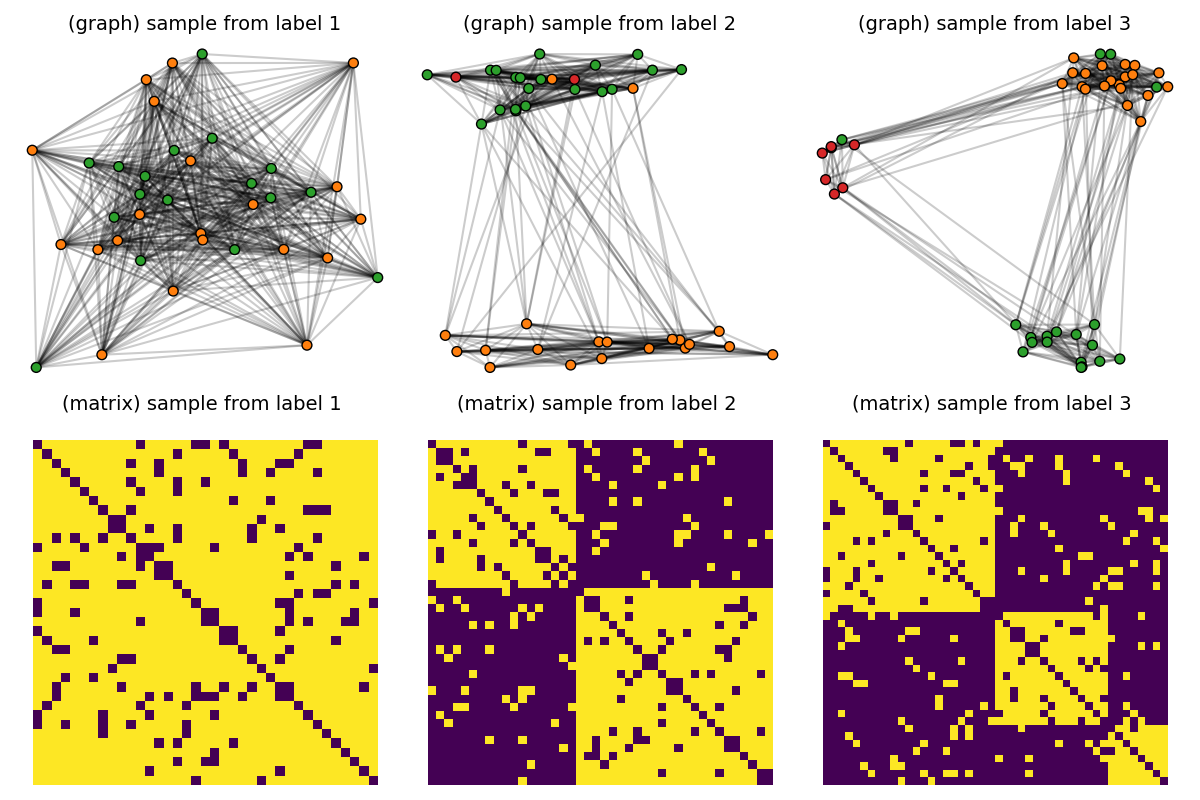 (graph) sample from label 1
(graph) sample from label 2
(graph) sample from label 3
(matrix) sample from label 1
(matrix) sample from label 2
(matrix) sample from label 3